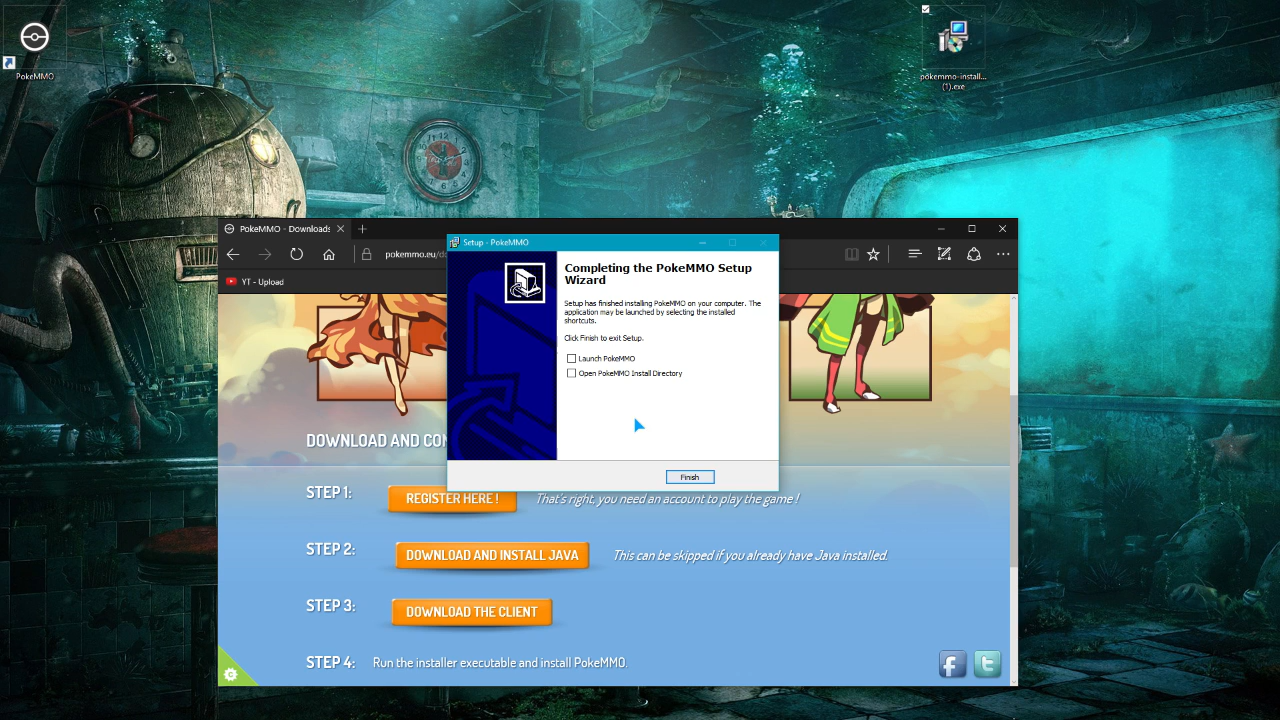 PokeMMO
pokemmo-install...
(1).exe
PokeMMO - Downloads
pokemmo.eu/do
YT - Upload
Setup - PokeMMO
Completing the PokeMMO Setup
Wizard
Setup has finished installing PokeMMO on your computer. The
application may be launched by selecting the installed
shortcuts.
Click Finish to exit Setup.
Launch PokeMMO
Open PokeMMO Install Directory
Finish
DOWNLOAD AND CON
STEP 1:
REGISTER HERE !
That's right, you need an account to play the game !
STEP 2:
DOWNLOAD AND INSTALL JAVA
This can be skipped if you already have Java installed.
STEP 3:
DOWNLOAD THE CLIENT
STEP 4:
Run the installer executable and install PokeMMO.